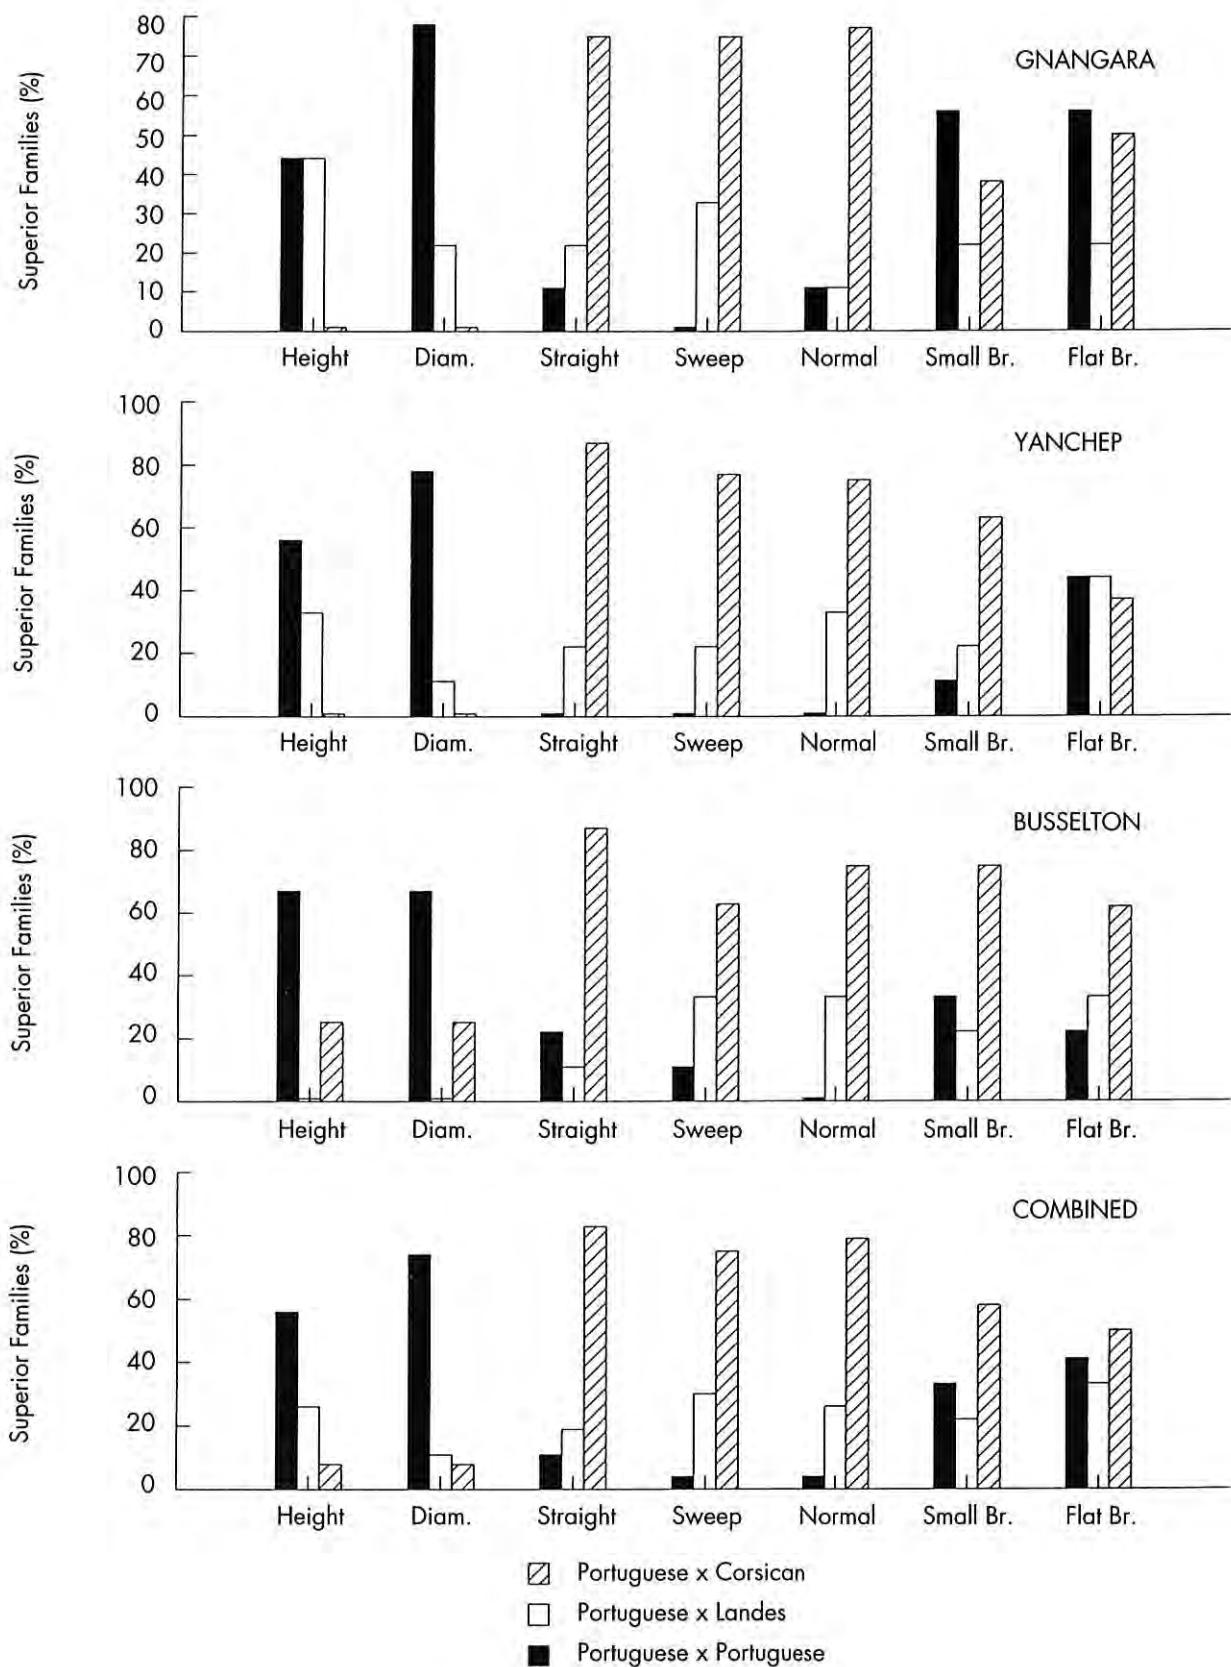 GNANGARA
Superior Families (%)
80
70
60
50
40
30
20
10
0
Height Diam. Straight Sweep Normal Small Br. Flat Br.
YANCHEP
Superior Families (%)
100
80
60
40
20
0
Height Diam. Straight Sweep Normal Small Br. Flat Br.
BUSSELTON
Superior Families (%)
100
80
60
40
20
0
Height Diam. Straight Sweep Normal Small Br. Flat Br.
COMBINED
Superior Families (%)
100
80
60
40
20
0
Height Diam. Straight Sweep Normal Small Br. Flat Br.
Portuguese x Corsican
Portuguese x Landes
Portuguese x Portuguese